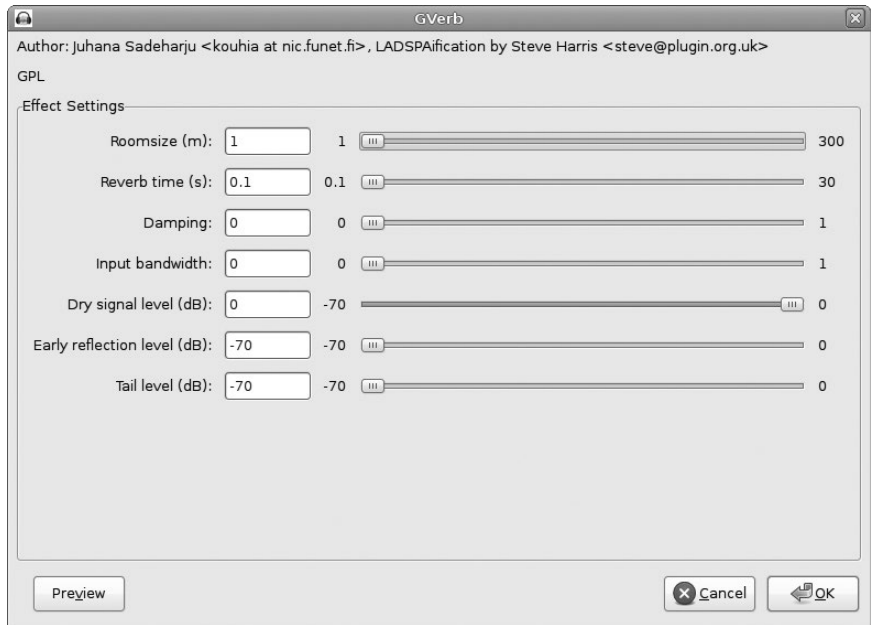 GVerb
Author: Juhana Sadeharju <kouhia at nic.funet.fi>, LADSPAification by Steve Harris <steve@plugin.org.uk>
GPL
Effect Settings
Roomsize (m): 1 1 300
Reverb time (s): 0.1 0.1 30
Damping: 0 0 1
Input bandwidth: 0 0 1
Dry signal level (dB): 0 -70 0
Early reflection level (dB): -70 -70 0
Tail level (dB): -70 -70 0
Preview Cancel OK